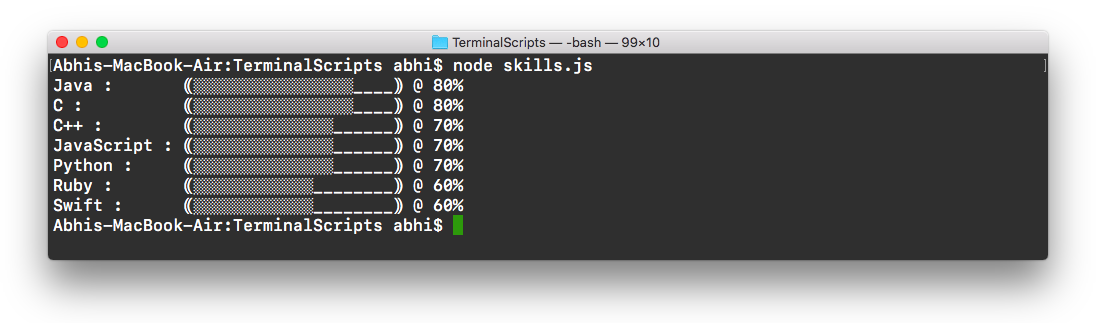 TerminalScripts — -bash — 99×10
Abhis-MacBook-Air:TerminalScripts abhi$ node skills.js
Java :       ⸨░░░░░░░░░░░░░░░░____⸩ @ 80%
C :          ⸨░░░░░░░░░░░░░░░░____⸩ @ 80%
C++ :        ⸨░░░░░░░░░░░░░░______⸩ @ 70%
JavaScript : ⸨░░░░░░░░░░░░░░______⸩ @ 70%
Python :     ⸨░░░░░░░░░░░░░░______⸩ @ 70%
Ruby :       ⸨░░░░░░░░░░░░________⸩ @ 60%
Swift :      ⸨░░░░░░░░░░░░________⸩ @ 60%
Abhis-MacBook-Air:TerminalScripts abhi$